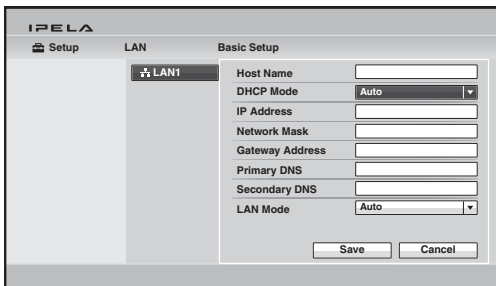 IPELA
Setup LAN Basic Setup
LAN1
Host Name
DHCP Mode Auto
IP Address
Network Mask
Gateway Address
Primary DNS
Secondary DNS
LAN Mode Auto
Save Cancel